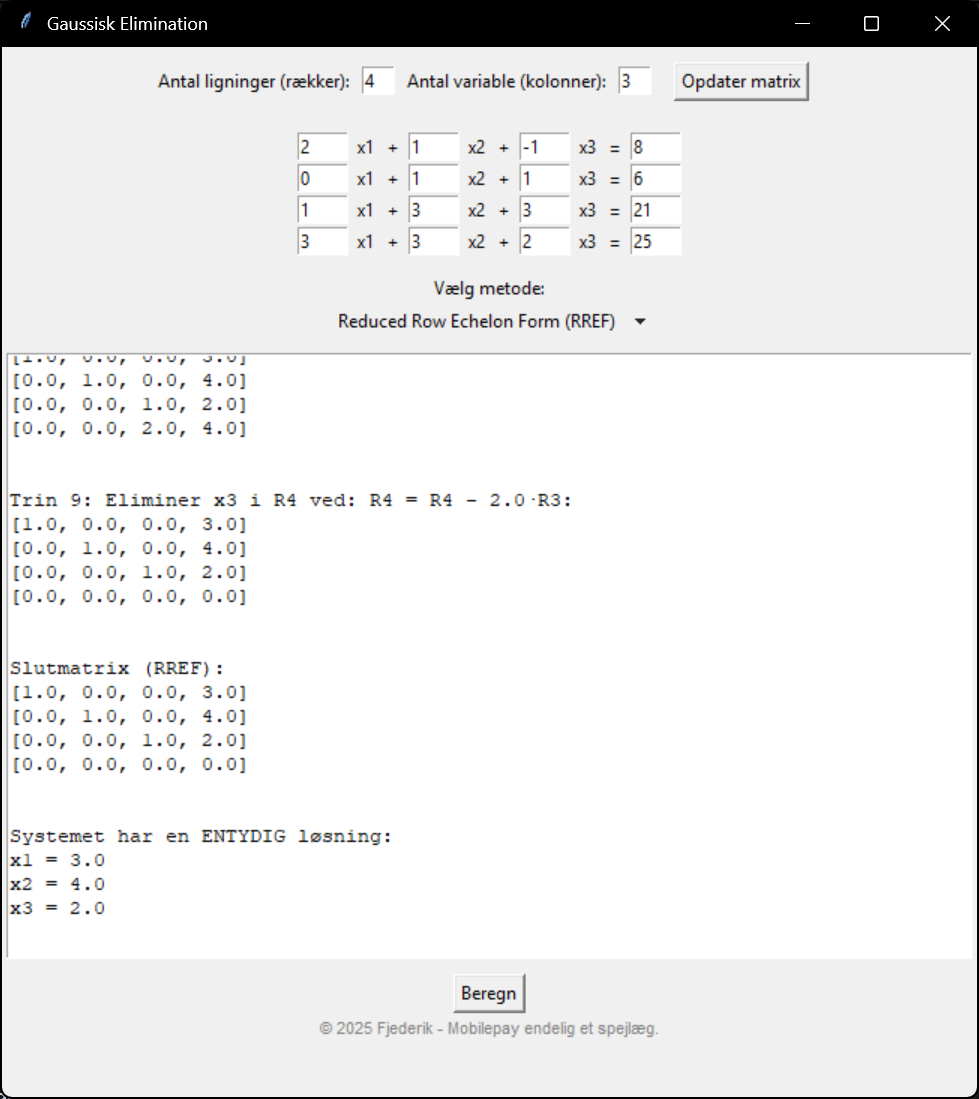 Gaussisk Elimination
Antal ligninger (rækker): 4 Antal variable (kolonner): 3 Opdater matrix
2 x1 + 1 x2 + -1 x3 = 8
0 x1 + 1 x2 + 1 x3 = 6
1 x1 + 3 x2 + 3 x3 = 21
3 x1 + 3 x2 + 2 x3 = 25
Vælg metode:
Reduced Row Echelon Form (RREF)
[1.0, 0.0, 0.0, 3.0]
[0.0, 1.0, 0.0, 4.0]
[0.0, 0.0, 1.0, 2.0]
[0.0, 0.0, 2.0, 4.0]
Trin 9: Eliminer x3 i R4 ved: R4 = R4 - 2.0·R3:
[1.0, 0.0, 0.0, 3.0]
[0.0, 1.0, 0.0, 4.0]
[0.0, 0.0, 1.0, 2.0]
[0.0, 0.0, 0.0, 0.0]
Slutmatrix (RREF):
[1.0, 0.0, 0.0, 3.0]
[0.0, 1.0, 0.0, 4.0]
[0.0, 0.0, 1.0, 2.0]
[0.0, 0.0, 0.0, 0.0]
Systemet har en ENTYDIG løsning:
x1 = 3.0
x2 = 4.0
x3 = 2.0
Beregn
© 2025 Fjederik - Mobilepay endelig et spejlæg.